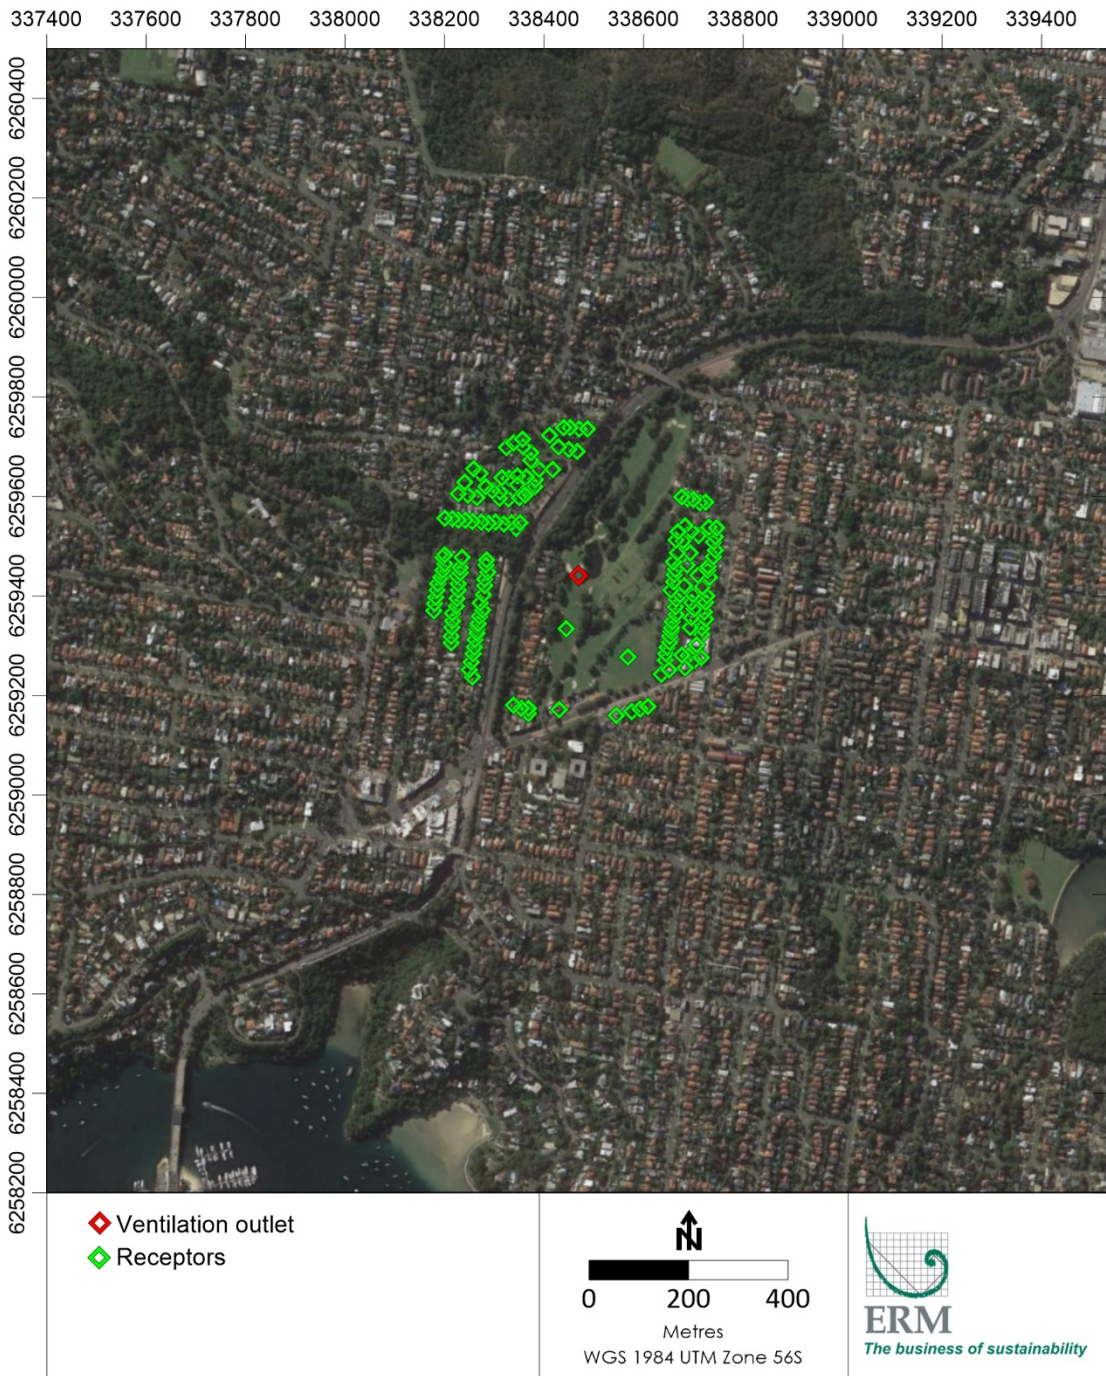 337400 337600 337800 338000 338200 338400 338600 338800 339000 339200 339400
6260400
6260200
6260000
6259800
6259600
6259400
6259200
6259000
6258800
6258600
6258400
6258200
Ventilation outlet
Receptors
N
0 200 400
Metres
WGS 1984 UTM Zone 56S
ERM
The business of sustainability